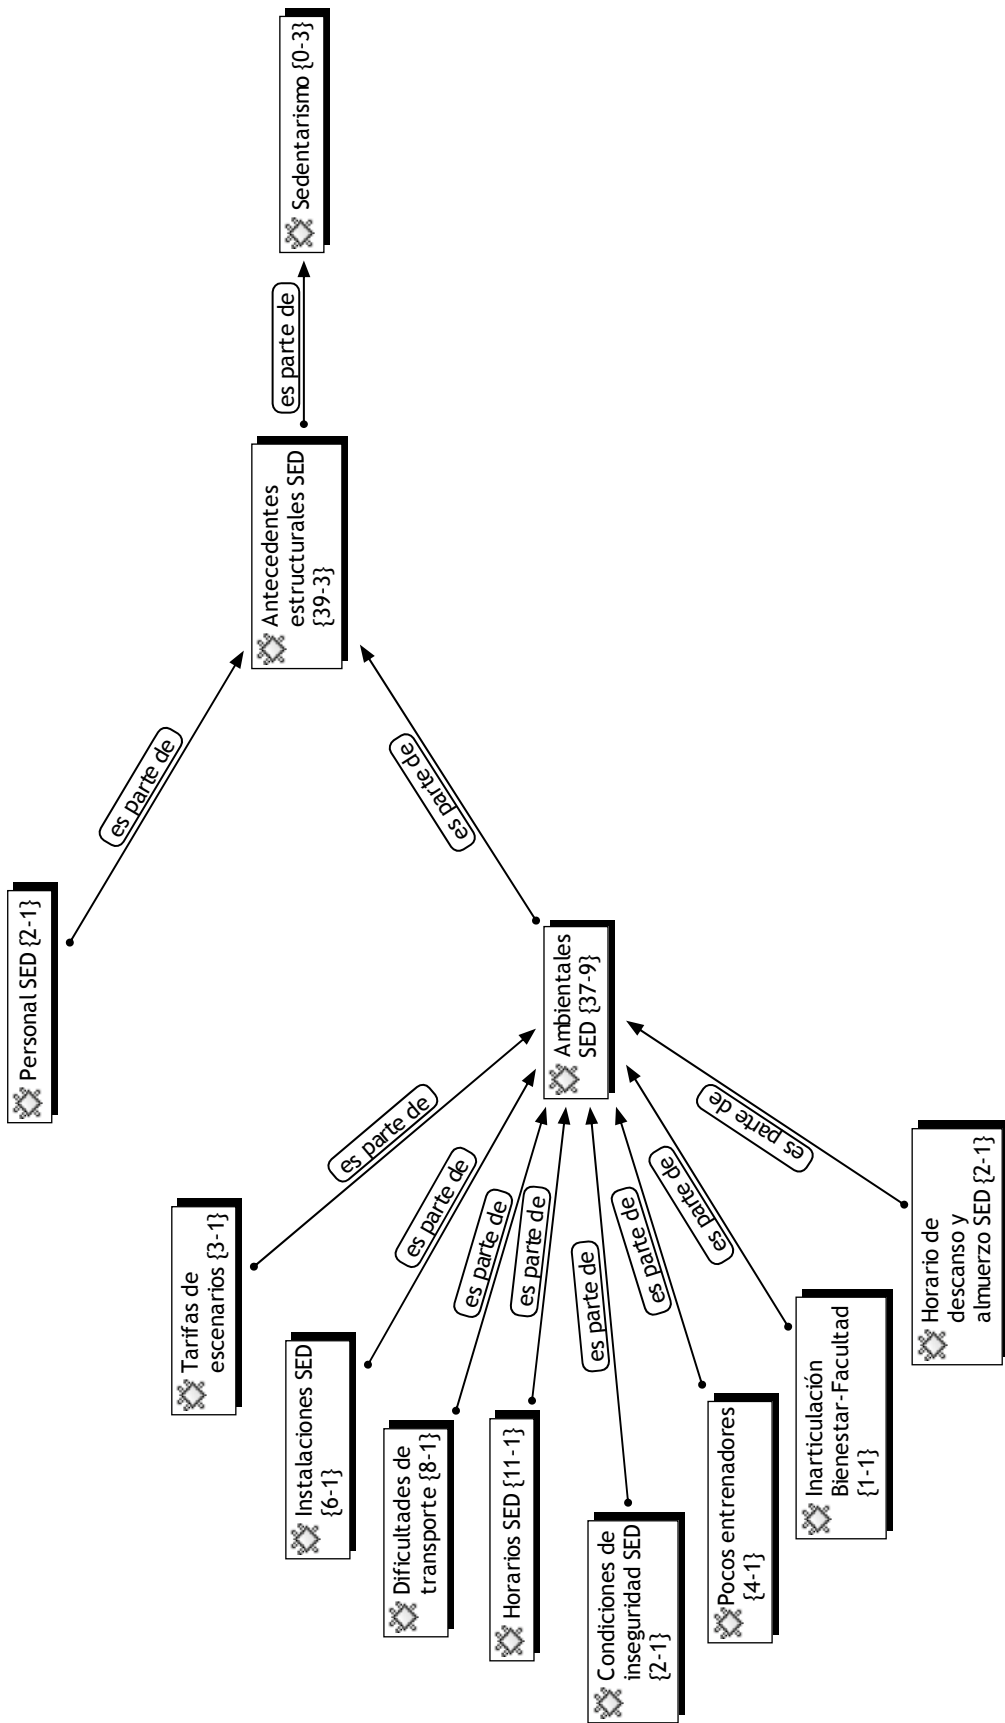 Sedentarismo {0-3}
es parte de
Antecedentes
estructurales SED
{39-3}
es parte de
es parte de
Personal SED {2-1}
Ambientales
SED {37-9}
es parte de
es parte de
es parte de
es parte de
es parte de
es parte de
es parte de
es parte de
Tarifas de
escenarios {3-1}
Instalaciones SED
{6-1}
Dificultades de
transporte {8-1}
Horarios SED {11-1}
Condiciones de
inseguridad SED
{2-1}
Pocos entrenadores
{4-1}
Inarticulación
Bienestar-Facultad
{1-1}
Horario de
descanso y
almuerzo SED {2-1}